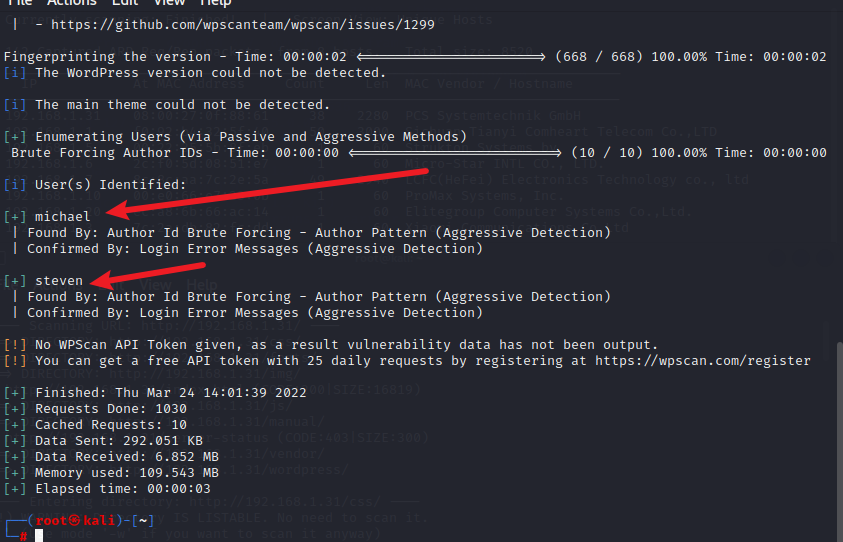 File Actions Edit View Help
| - https://github.com/wpscanteam/wpscan/issues/1299
Fingerprinting the version - Time: 00:00:02 <==================> (668 / 668) 100.00% Time: 00:00:02
[i] The WordPress version could not be detected.
[i] The main theme could not be detected.
[+] Enumerating Users (via Passive and Aggressive Methods)
Brute Forcing Author IDs - Time: 00:00:00 <====================> (10 / 10) 100.00% Time: 00:00:00
[i] User(s) Identified:
[+] michael
| Found By: Author Id Brute Forcing - Author Pattern (Aggressive Detection)
| Confirmed By: Login Error Messages (Aggressive Detection)
[+] steven
| Found By: Author Id Brute Forcing - Author Pattern (Aggressive Detection)
| Confirmed By: Login Error Messages (Aggressive Detection)
[!] No WPScan API Token given, as a result vulnerability data has not been output.
[!] You can get a free API token with 25 daily requests by registering at https://wpscan.com/register
[+] Finished: Thu Mar 24 14:01:39 2022
[+] Requests Done: 1030
[+] Cached Requests: 10
[+] Data Sent: 292.051 KB
[+] Data Received: 6.852 MB
[+] Memory used: 109.543 MB
[+] Elapsed time: 00:00:03
┌──(root㉿kali)-[~]
└─#